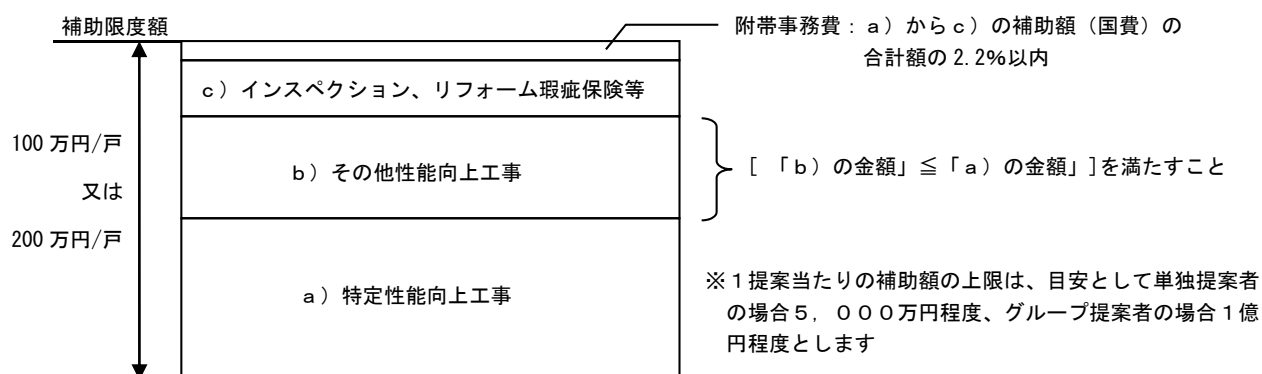 補助限度額
附帯事務費：ａ）からｃ）の補助額（国費）の
合計額の 2.2%以内
ｃ）インスペクション、リフォーム瑕疵保険等
100 万円/戸
又は
200 万円/戸
ｂ）その他性能向上工事
［ 「ｂ）の金額」≦「ａ）の金額」］を満たすこと
ａ）特定性能向上工事
※１提案当たりの補助額の上限は、目安として単独提案者
の場合５，０００万円程度、グループ提案者の場合１億
円程度とします